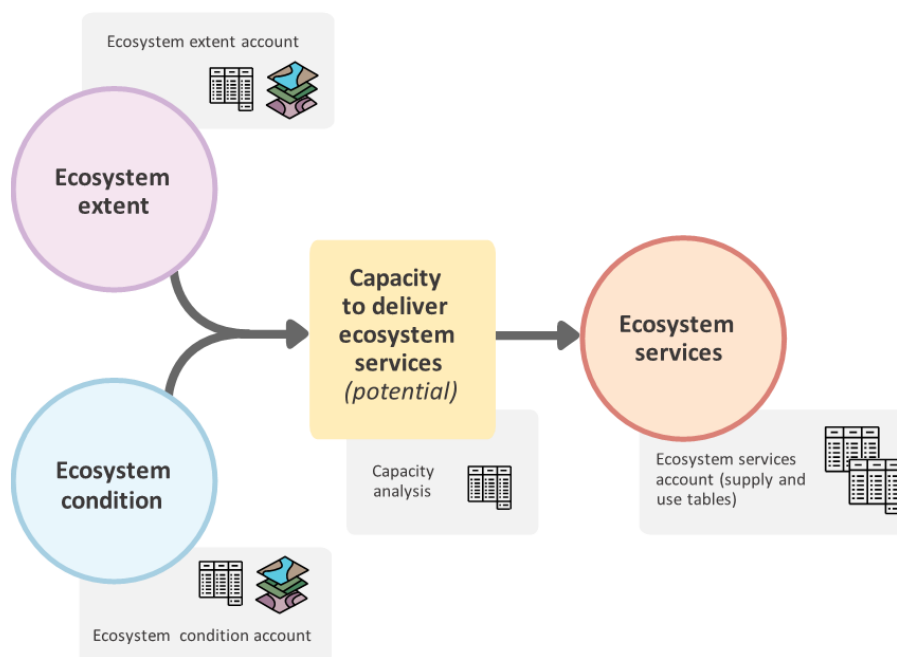 Ecosystem extent account
Ecosystem
extent
Capacity
to deliver
ecosystem
services
(potential)
Ecosystem
services
Ecosystem
condition
Capacity
analysis
Ecosystem services
account (supply and
use tables)
Ecosystem condition account